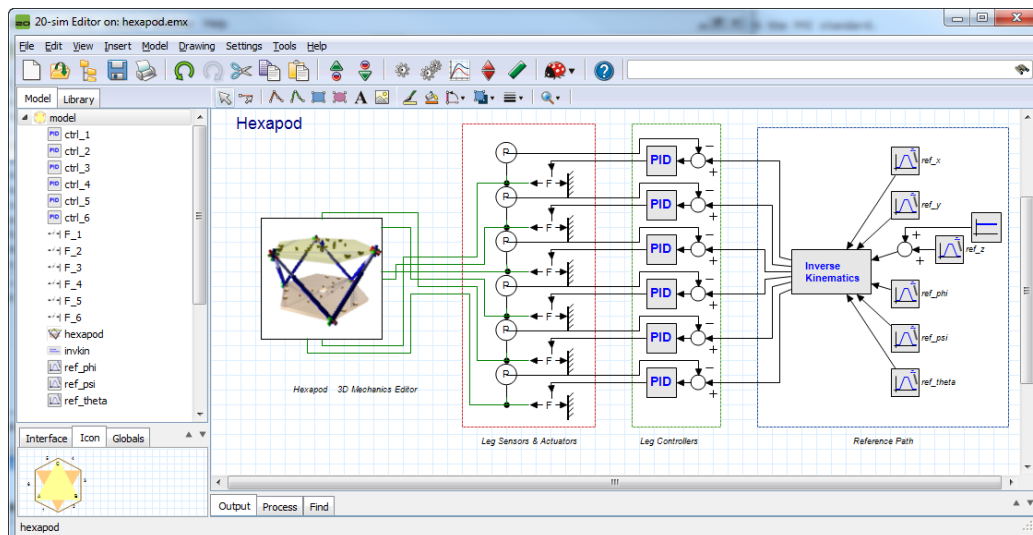 20-sim Editor on: hexapod.emx
File Edit View Insert Model Drawing Settings Tools Help
Model Library
model
ctrl_1
ctrl_2
ctrl_3
ctrl_4
ctrl_5
ctrl_6
F_1
F_2
F_3
F_4
F_5
F_6
hexapod
invkin
ref_phi
ref_psi
ref_theta
Interface Icon Globals
Hexapod
Hexapod 3D Mechanics Editor
P
F
P
F
P
F
P
F
P
F
P
F
Leg Sensors & Actuators
PID
PID
PID
PID
PID
PID
Leg Controllers
Inverse
Kinematics
ref_x
ref_y
ref_z
ref_phi
ref_psi
ref_theta
Reference Path
Output Process Find
hexapod